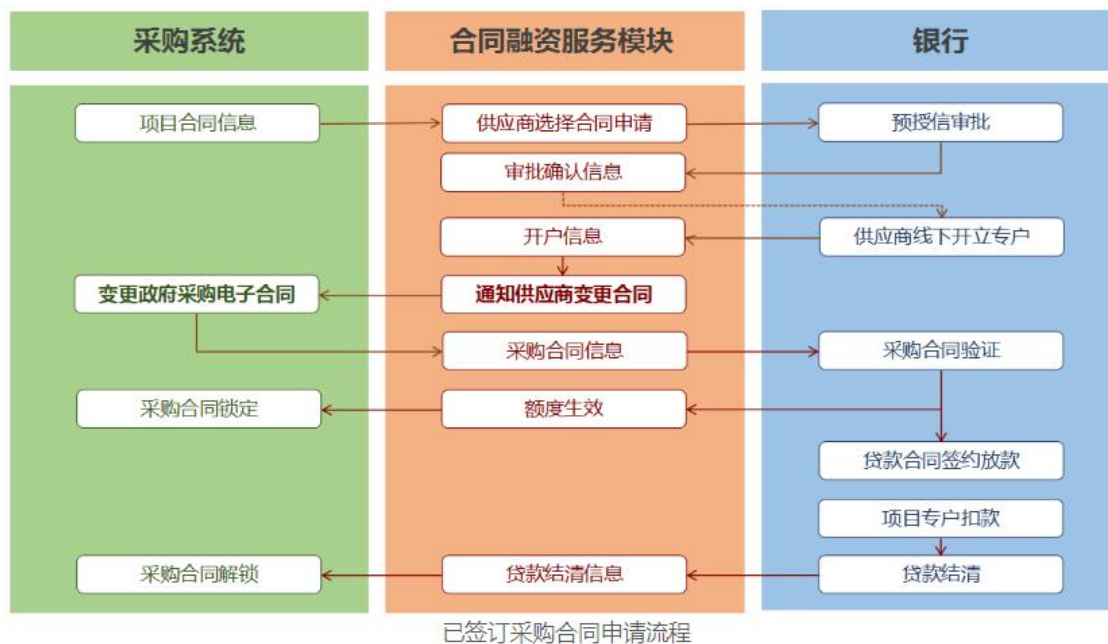 采购系统
合同融资服务模块
银行
项目合同信息
供应商选择合同申请
预授信审批
审批确认信息
开户信息
供应商线下开立专户
变更政府采购电子合同
通知供应商变更合同
采购合同信息
采购合同验证
采购合同锁定
额度生效
贷款合同签约放款
项目专户扣款
采购合同解锁
贷款结清信息
贷款结清
已签订采购合同申请流程